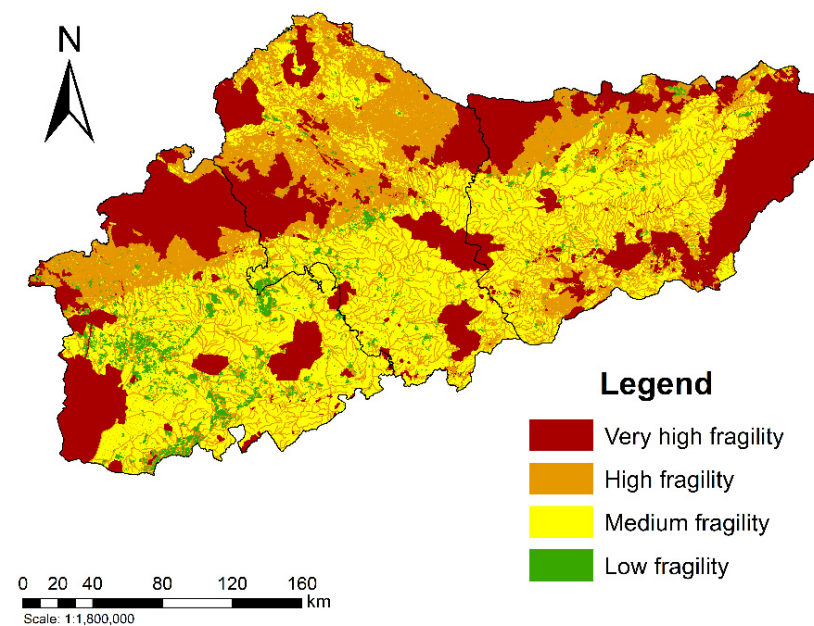 N
Legend
Very high fragility
High fragility
Medium fragility
Low fragility
0 20 40 80 120 160
km
Scale: 1:1,800,000